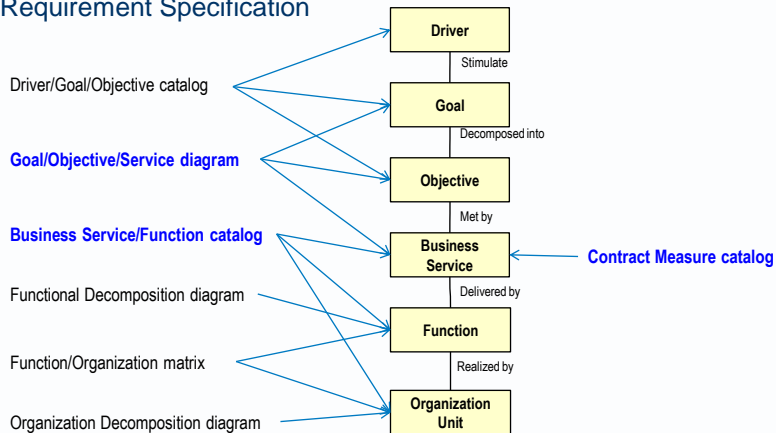 Requirement Specification
Driver
Stimulate
Driver/Goal/Objective catalog
Goal
Decomposed into
Goal/Objective/Service diagram
Objective
Met by
Business Service/Function catalog
Business
Service
Contract Measure catalog
Delivered by
Functional Decomposition diagram
Function
Function/Organization matrix
Realized by
Organization
Unit
Organization Decomposition diagram